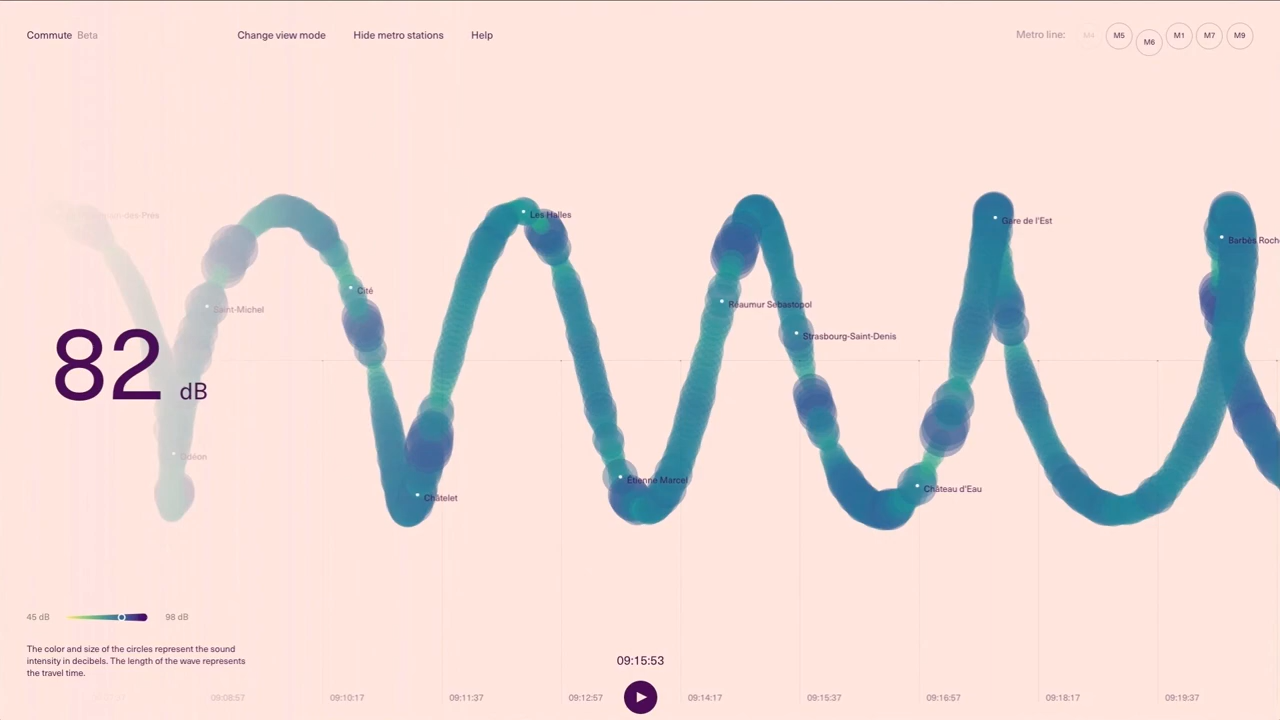 Commute Beta
Change view mode
Hide metro stations
Help
Metro line:
M4
M5
M6
M1
M7
M9
Saint-Michel
Cité
Les Halles
Réaumur Sébastopol
Strasbourg-Saint-Denis
Gare de l'Est
Barbès
82 dB
Odéon
Châtelet
Étienne Marcel
Château d'Eau
45 dB
98 dB
The color and size of the circles represent the sound
intensity in decibels. The length of the wave represents
the travel time.
09:15:53
09:08:57
09:10:17
09:11:37
09:12:57
09:14:17
09:15:37
09:16:57
09:18:17
09:19:37